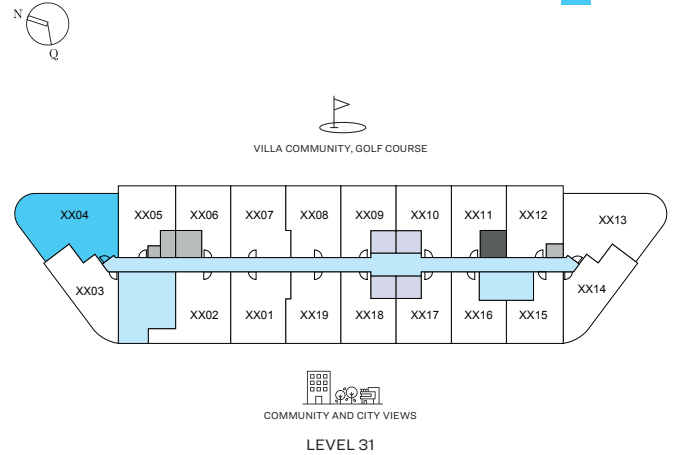 N
Q
VILLA COMMUNITY, GOLF COURSE
XX04 XX05 XX06 XX07 XX08 XX09 XX10 XX11 XX12 XX13
XX03 XX02 XX01 XX19 XX18 XX17 XX16 XX15 XX14
COMMUNITY AND CITY VIEWS
LEVEL 31